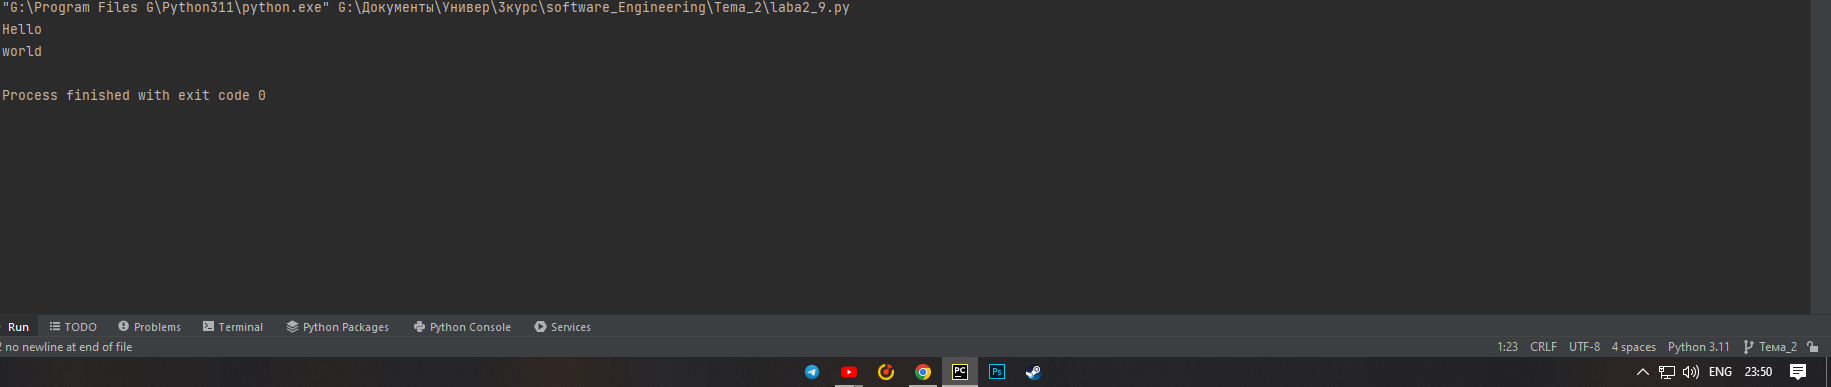 "G:\Program Files G\Python311\python.exe" G:\Документы\Универ\3курс\software_Engineering\Tema_2\laba2_9.py
Hello
world
Process finished with exit code 0
Run TODO Problems Terminal Python Packages Python Console Services
no newline at end of file 1:23 CRLF UTF-8 4 spaces Python 3.11 Тема_2
PC Ps ENG 23:50